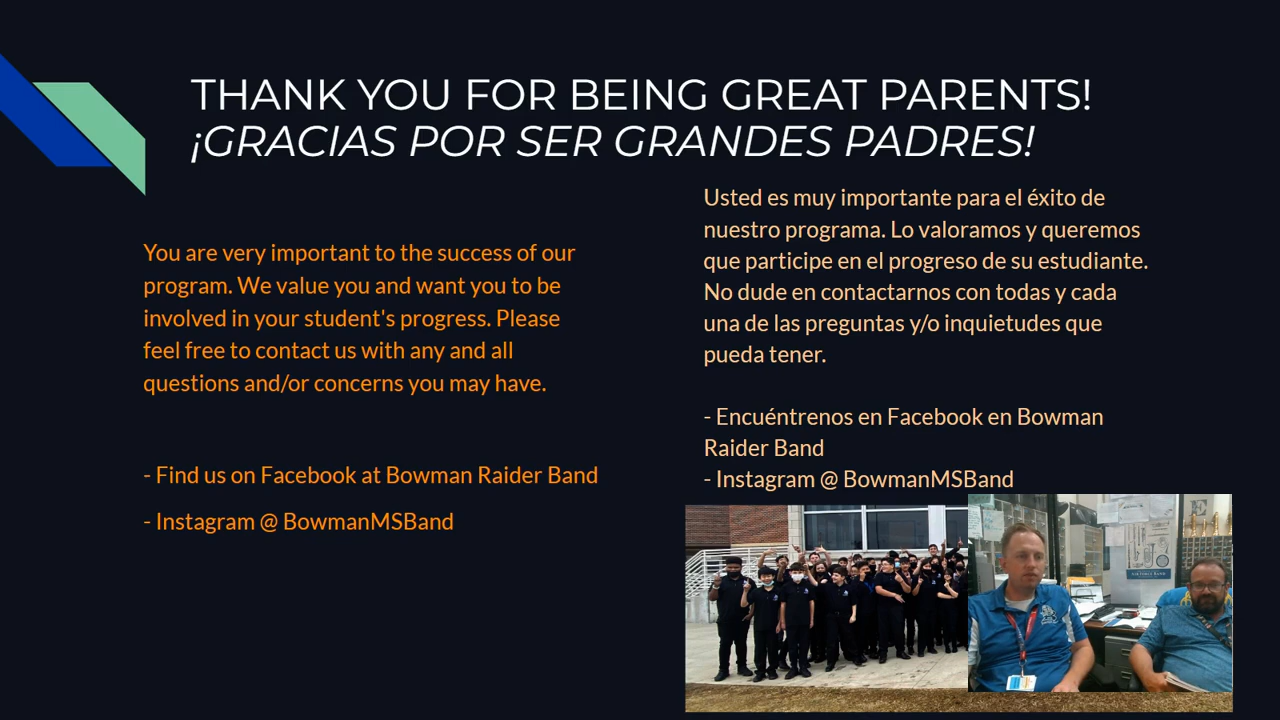 THANK YOU FOR BEING GREAT PARENTS!
¡GRACIAS POR SER GRANDES PADRES!
You are very important to the success of our
program. We value you and want you to be
involved in your student's progress. Please
feel free to contact us with any and all
questions and/or concerns you may have.
- Find us on Facebook at Bowman Raider Band
- Instagram @ BowmanMSBand
Usted es muy importante para el éxito de
nuestro programa. Lo valoramos y queremos
que participe en el progreso de su estudiante.
No dude en contactarnos con todas y cada
una de las preguntas y/o inquietudes que
pueda tener.
- Encuéntrenos en Facebook en Bowman
Raider Band
- Instagram @ BowmanMSBand